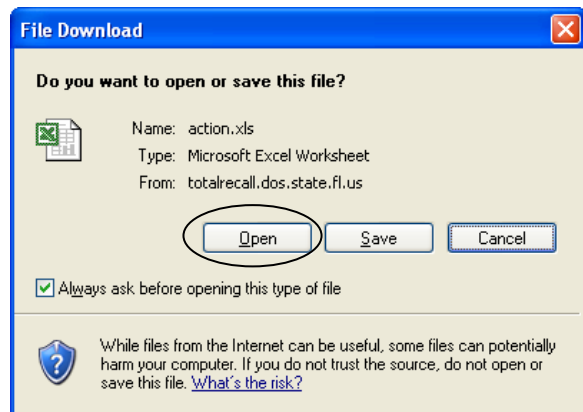 File Download
Do you want to open or save this file?
Name: action.xls
Type: Microsoft Excel Worksheet
From: totalrecall.dos.state.fl.us
Open Save Cancel
Always ask before opening this type of file
While files from the Internet can be useful, some files can potentially
harm your computer. If you do not trust the source, do not open or
save this file. What's the risk?